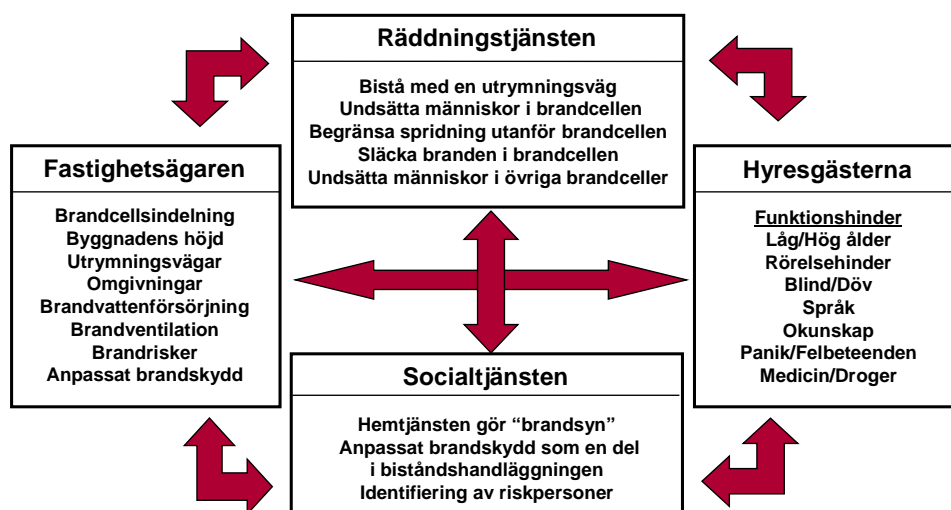 Räddningstjänsten
Bistå med en utrymningsväg
Undsätta människor i brandcellen
Begränsa spridning utanför brandcellen
Släcka branden i brandcellen
Undsätta människor i övriga brandceller
Fastighetsägaren
Brandcellsindelning
Byggnadens höjd
Utrymningsvägar
Omgivningar
Brandvattenförsörjning
Brandventilation
Brandrisker
Anpassat brandskydd
Hyresgästerna
Funktionshinder
Låg/Hög ålder
Rörelsehinder
Blind/Döv
Språk
Okunskap
Panik/Felbeteenden
Medicin/Droger
Socialtjänsten
Hemtjänsten gör “brandsyn”
Anpassat brandskydd som en del
i biståndshandläggningen
Identifiering av riskpersoner